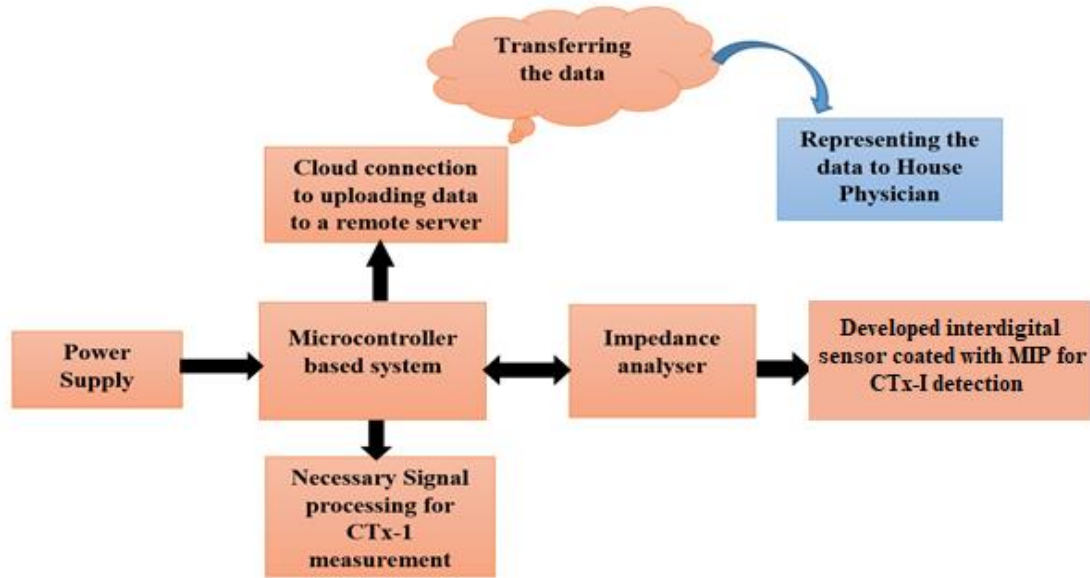 Transferring
the data
Representing the
data to House
Physician
Cloud connection
to uploading data
to a remote server
Power
Supply
Microcontroller
based system
Impedance
analyser
Developed interdigital
sensor coated with MIP for
CTx-I detection
Necessary Signal
processing for
CTx-1
measurement